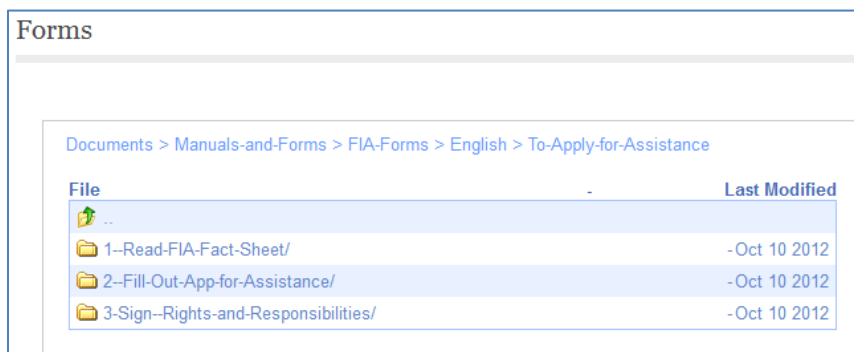 Forms
Documents > Manuals-and-Forms > FIA-Forms > English > To-Apply-for-Assistance
File - Last Modified
..
1--Read-FIA-Fact-Sheet/ - Oct 10 2012
2--Fill-Out-App-for-Assistance/ - Oct 10 2012
3-Sign--Rights-and-Responsibilities/ - Oct 10 2012